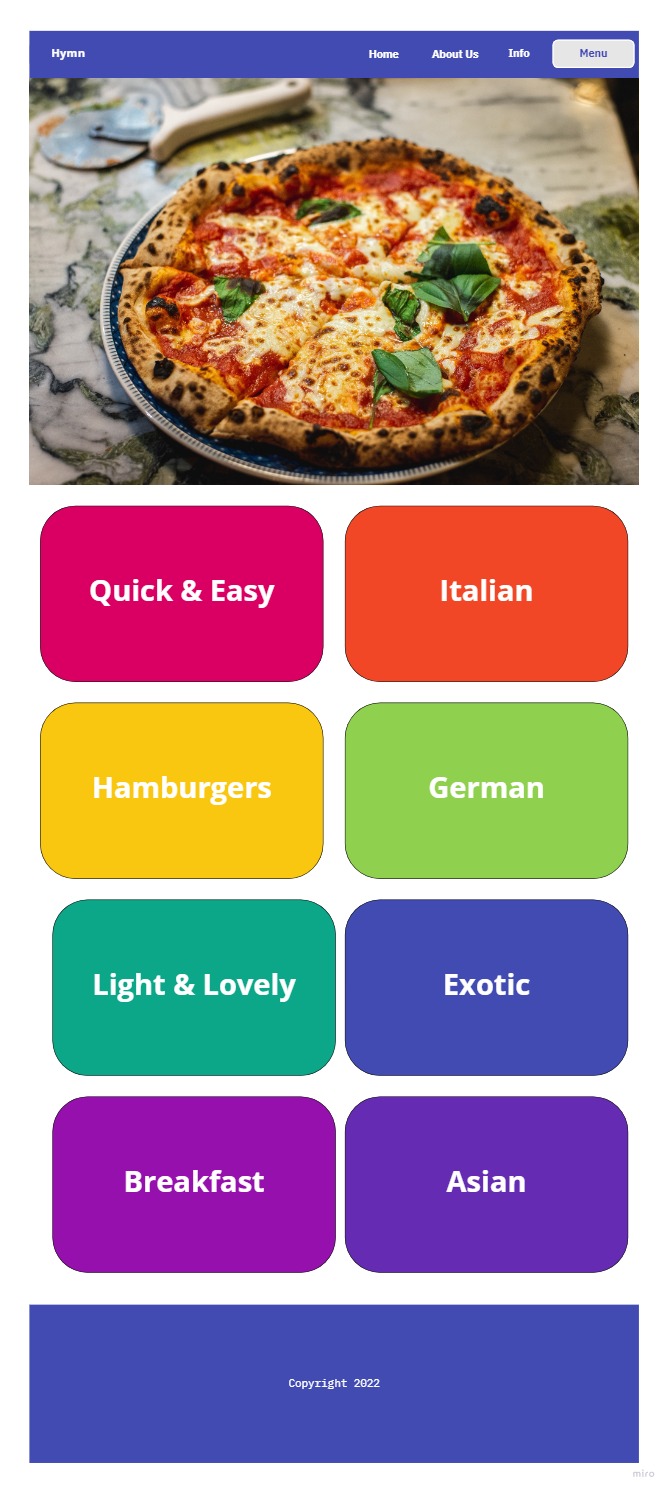 Hymn
Home
About Us
Info
Menu
Quick & Easy
Italian
Hamburgers
German
Light & Lovely
Exotic
Breakfast
Asian
Copyright 2022
miro